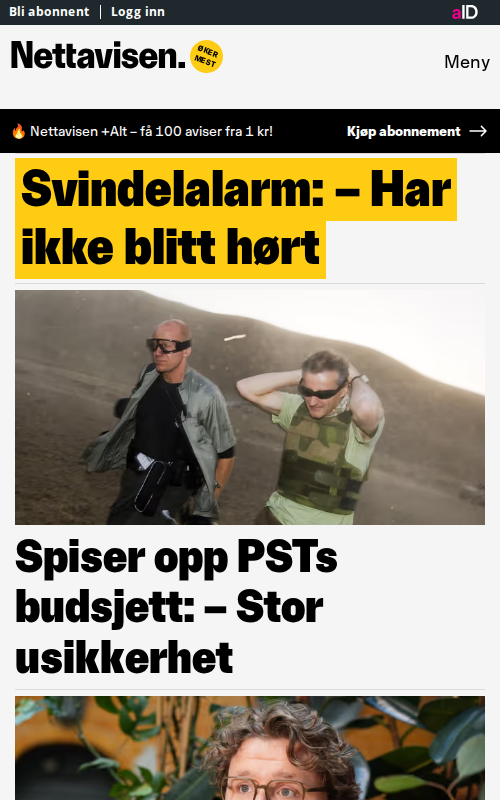 Bli abonnent
Logg inn
aID
Nettavisen.
ØKER
MEST
Meny
🔥 Nettavisen +Alt – få 100 aviser fra 1 kr!
Kjøp abonnement →
Svindelalarm: – Har
ikke blitt hørt
Spiser opp PSTs
budsjett: – Stor
usikkerhet